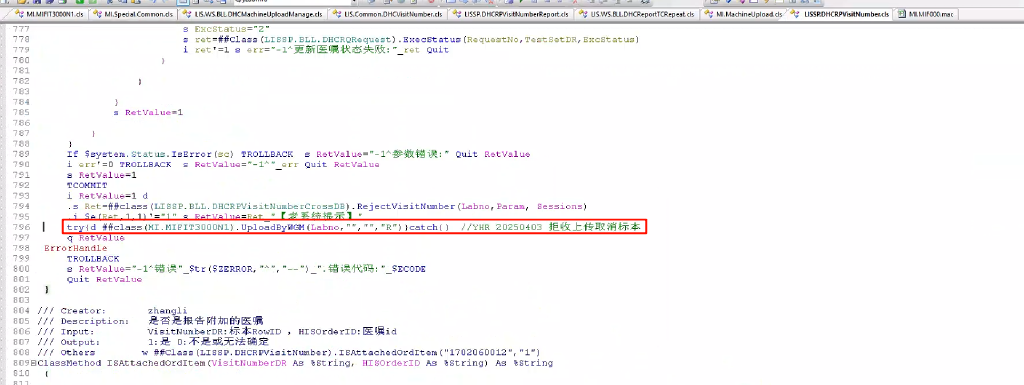 MI.MIFIT3000N1.cls MI.Special.Common.cls LIS.WS.BLL.DHCMachineUploadManage.cls LIS.Common.DHCVisitNumber.cls LISSP.DHCRPVisitNumberReport.cls LIS.WS.BLL.DHCReportTCRepeat.cls MI.MachineUpload.cls LISSP.DHCRPVisitNumber.cls MI.MIF000.mac
777 s ExcStatus="2"
778 s ret=##Class(LISSP.BLL.DHCRQRequest).ExecStatus(RequestNo,TestSetDR,ExcStatus)
779 i ret'=1 s err="-1^更新医嘱状态失败:"_ret Quit
780 }
781
782 }
783
784 }
785 s RetValue=1
786
787 }
788 }
789 If $system.Status.IsError(sc) TROLLBACK s RetValue="-1^参数错误:" Quit RetValue
790 i err'=0 TROLLBACK s RetValue="-1^"_err Quit RetValue
791 s RetValue=1
792 TCOMMIT
793 i RetValue=1 d
794 .s Ret=##class(LISSP.BLL.DHCRPVisitNumberCrossDB).RejectVisitNumber(Labno,Param, Sessions)
795 .i $e(Ret,1,1)'="1" s RetValue=Ret_"【老系统提示】"
796 try{d ##class(MI.MIFIT3000N1).UploadByWGM(Labno,"","","R")}catch{} //YHR 20250403 拒收上传取消标本
797 q RetValue
798 ErrorHandle
799 TROLLBACK
800 s RetValue="-1^错误"_$tr($ZERROR,"^","--")_".错误代码:"_$ECODE
801 Quit RetValue
802 }
803
804 /// Creator: zhangli
805 /// Description: 是否是报告附加的医嘱
806 /// Input: VisitNumberDR:标本RowID , HISOrderID:医嘱id
807 /// Output: 1:是 0:不是或无法确定
808 /// Others w ##Class(LISSP.DHCRPVisitNumber).ISAttachedOrdItem("1702060012","1")
809 ClassMethod ISAttachedOrdItem(VisitNumberDR As %String, HISOrderID As %String) As %String
810 {